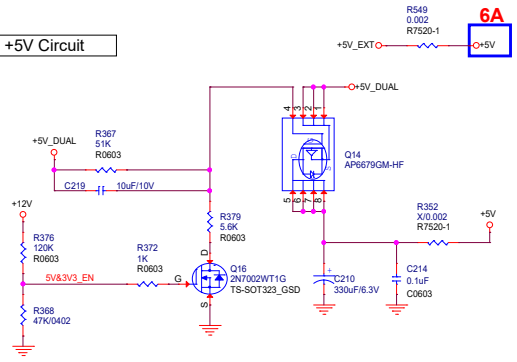 R549
0.002
R7520-1
6A
+5V_EXT
+5V
+5V Circuit
+5V_DUAL
4
3
2
1
+5V_DUAL
R367
51K
R0603
C219
10uF/10V
Q14
AP6679GM-HF
5
6
7
8
+12V
R376
120K
R0603
R379
5.6K
R0603
R352
X/0.002
R7520-1
+5V
R372
1K
R0603
5V&3V3_EN
G
D
S
Q16
2N7002WT1G
TS-SOT323_GSD
+
C210
330uF/6.3V
C214
0.1uF
C0603
R368
47K/0402